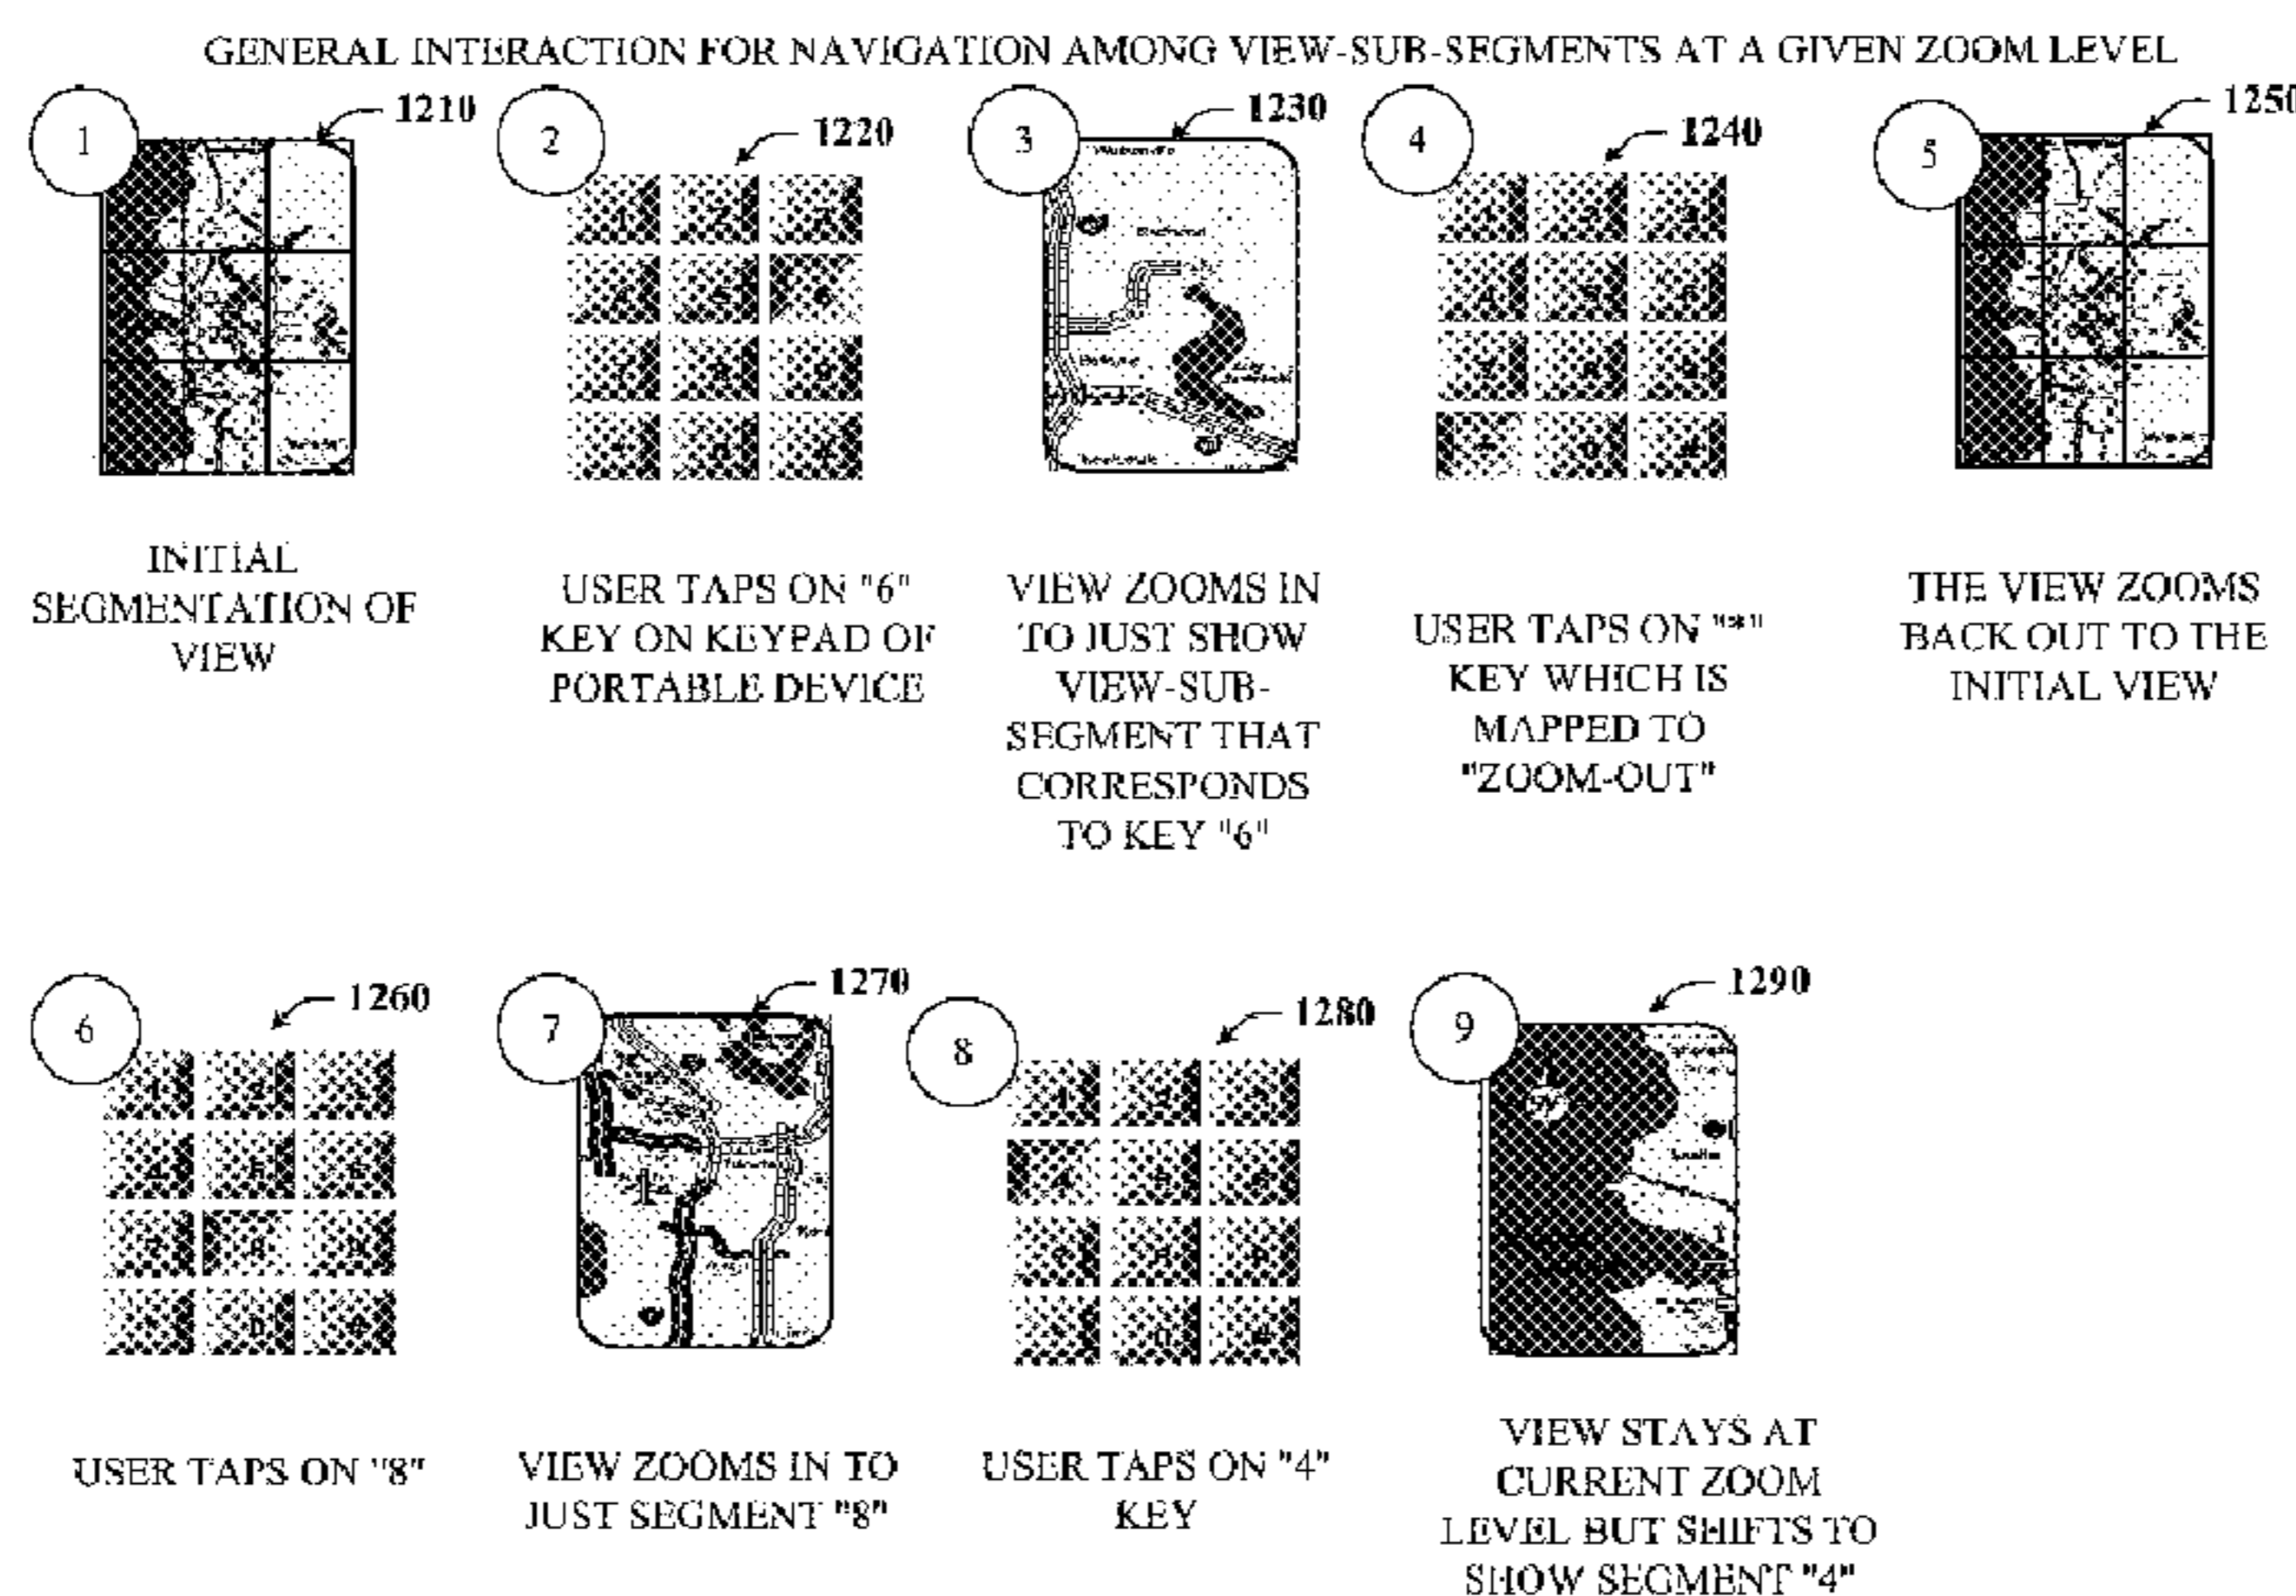 GENERAL INTERACTION FOR NAVIGATION AMONG VIEW-SUB-SEGMENTS AT A GIVEN ZOOM LEVEL
1
1210
2
1220
3
1230
4
1240
5
1250
INITIAL
SEGMENTATION OF
VIEW
USER TAPS ON "6"
KEY ON KEYPAD OF
PORTABLE DEVICE
VIEW ZOOMS IN
TO JUST SHOW
VIEW-SUB-
SEGMENT THAT
CORRESPONDS
TO KEY "6"
USER TAPS ON "*"
KEY WHICH IS
MAPPED TO
"ZOOM-OUT"
THE VIEW ZOOMS
BACK OUT TO THE
INITIAL VIEW
6
1260
7
1270
8
1280
9
1290
USER TAPS ON "8"
VIEW ZOOMS IN TO
JUST SEGMENT "8"
USER TAPS ON "4"
KEY
VIEW STAYS AT
CURRENT ZOOM
LEVEL BUT SHIFTS TO
SHOW SEGMENT "4"